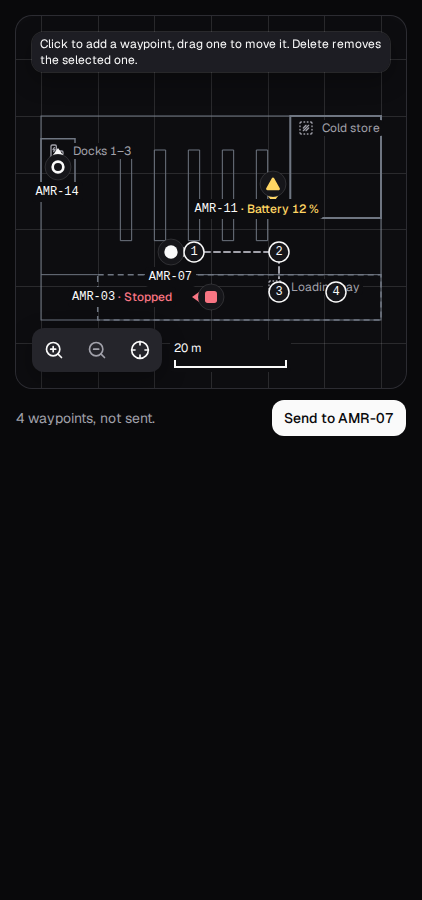 Click to add a waypoint, drag one to move it. Delete removes
the selected one.
Cold store
Docks 1–3
AMR-14
AMR-11 · Battery 12 %
1
2
AMR-07
3
4
AMR-03 · Stopped
20 m
4 waypoints, not sent.
Send to AMR-07